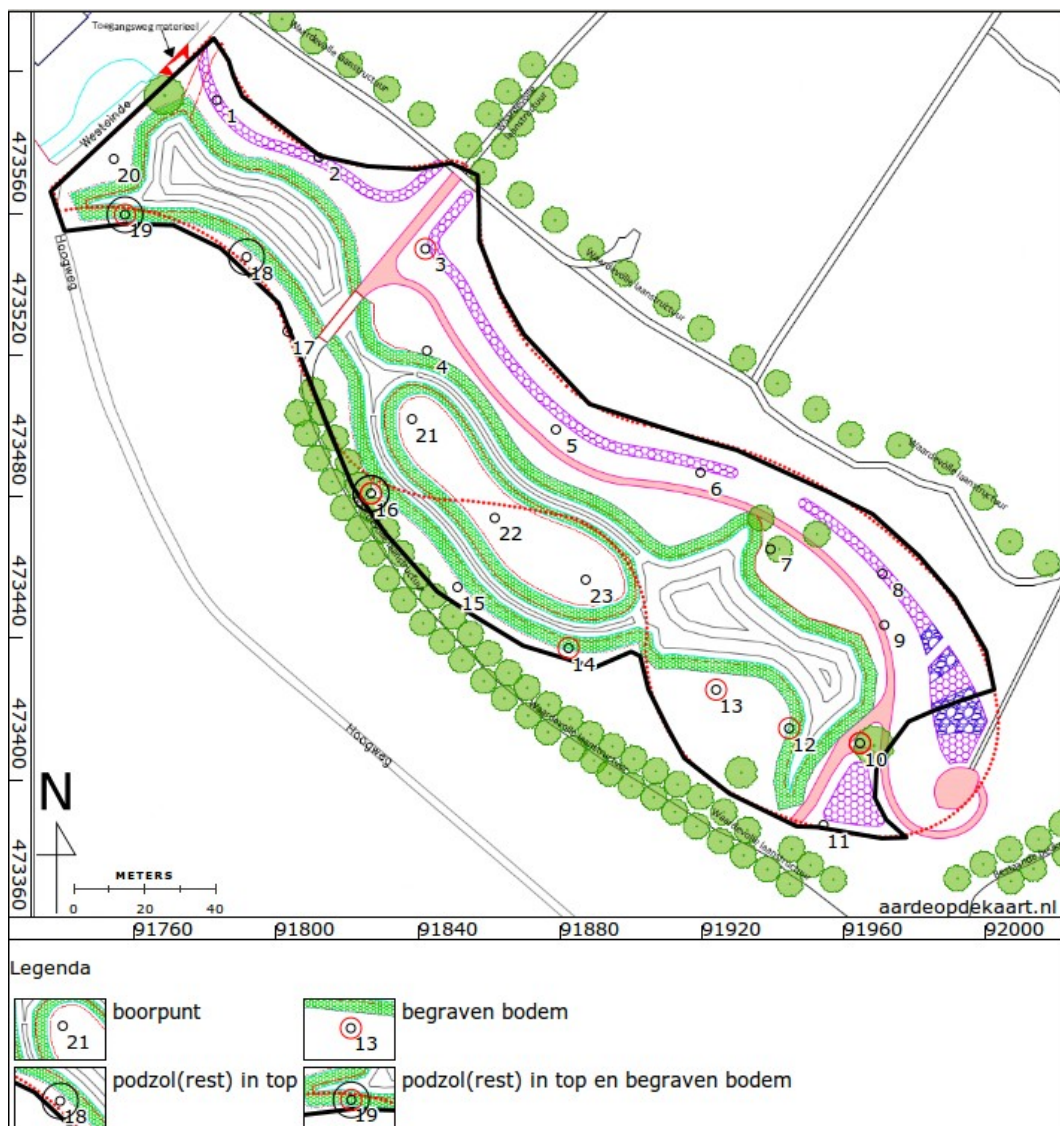 Toegangsweg materieel
Waardevolle laanstructuur
Waardevolle
laanstructuur
Westeinde
1
2
20
19
18
3
Hoogweg
17
4
Waardevolle laanstructuur
21
5
6
Waardevolle laanstructuur
16
22
7
8
15
23
9
14
13
12
10
Hoogweg
Waardevolle laanstructuur
11
Waardevolle laanstructuur
N
METERS
0 20 40
aardeopdekaart.nl
473560
473520
473480
473440
473400
473360
91760 91800 91840 91880 91920 91960 92000
Legenda
21
boorpunt
13
begraven bodem
18
podzol(rest) in top
19
podzol(rest) in top en begraven bodem